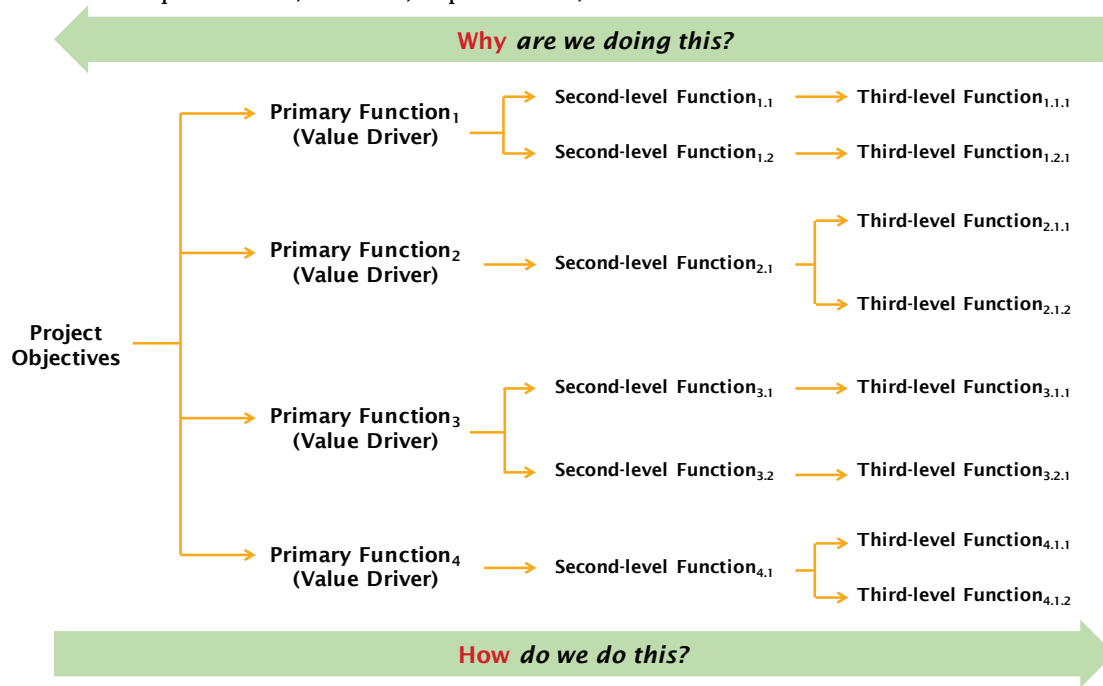 Why are we doing this?
Primary Function1
(Value Driver)
Second-level Function1.1
Third-level Function1.1.1
Second-level Function1.2
Third-level Function1.2.1
Primary Function2
(Value Driver)
Second-level Function2.1
Third-level Function2.1.1
Third-level Function2.1.2
Project
Objectives
Primary Function3
(Value Driver)
Second-level Function3.1
Third-level Function3.1.1
Second-level Function3.2
Third-level Function3.2.1
Primary Function4
(Value Driver)
Second-level Function4.1
Third-level Function4.1.1
Third-level Function4.1.2
How do we do this?